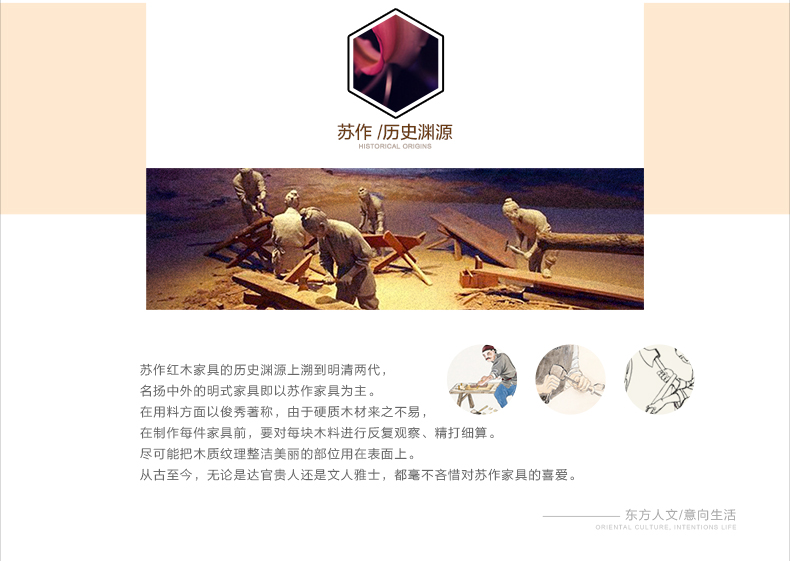 苏作 /历史渊源
HISTORICAL ORIGINS
苏作红木家具的历史渊源上溯到明清两代，
名扬中外的明式家具即以苏作家具为主。
在用料方面以俊秀著称，由于硬质木材来之不易，
在制作每件家具前，要对每块木料进行反复观察、精打细算。
尽可能把木质纹理整洁美丽的部位用在表面上。
从古至今，无论是达官贵人还是文人雅士，都毫不吝惜对苏作家具的喜爱。
东方人文/意向生活
ORIENTAL CULTURE, INTENTIONS LIFE